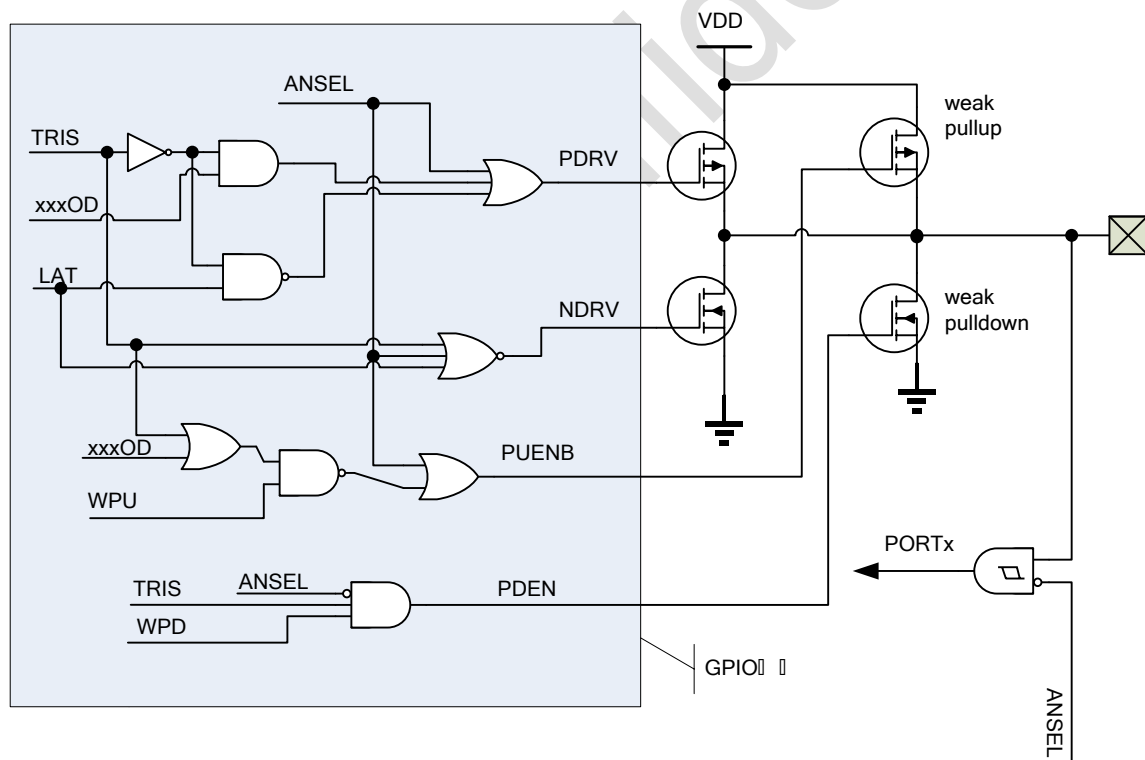 VDD
ANSEL
weak
pullup
TRIS
PDRV
xxxOD
LAT
NDRV
weak
pulldown
xxxOD
PUENB
WPU
PORTx
TRIS
ANSEL
PDEN
WPD
GPIO
ANSEL